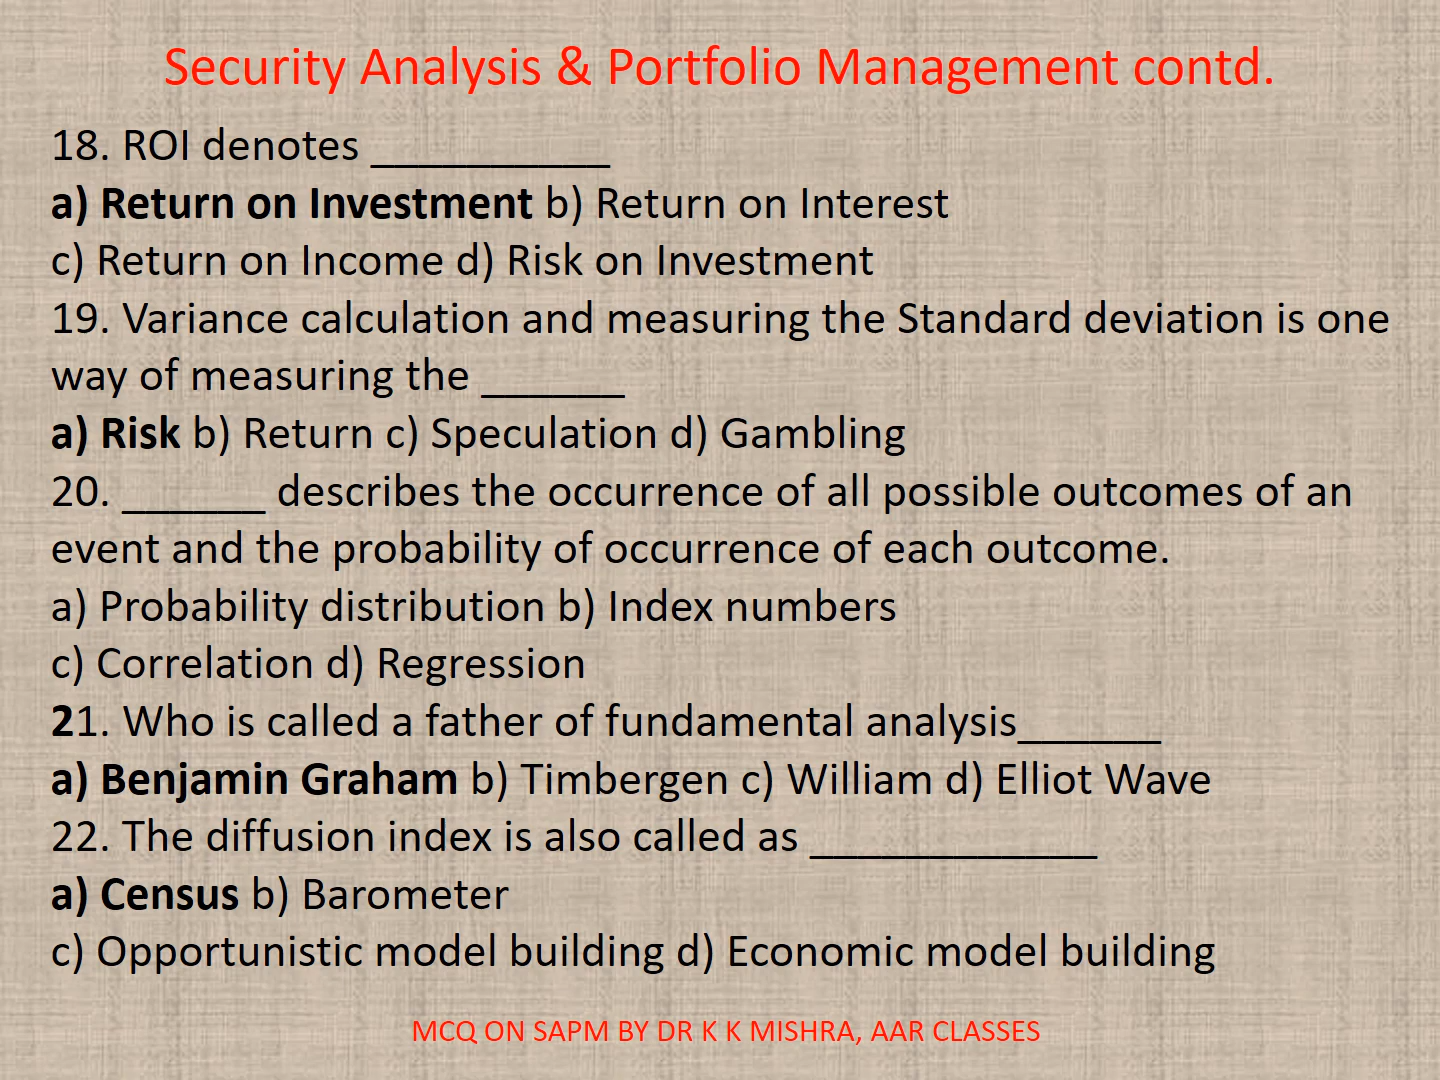 Security Analysis & Portfolio Management contd.
18. ROI denotes __________
a) Return on Investment b) Return on Interest
c) Return on Income d) Risk on Investment
19. Variance calculation and measuring the Standard deviation is one
way of measuring the ______
a) Risk b) Return c) Speculation d) Gambling
20. ______ describes the occurrence of all possible outcomes of an
event and the probability of occurrence of each outcome.
a) Probability distribution b) Index numbers
c) Correlation d) Regression
21. Who is called a father of fundamental analysis______
a) Benjamin Graham b) Timbergen c) William d) Elliot Wave
22. The diffusion index is also called as ____________
a) Census b) Barometer
c) Opportunistic model building d) Economic model building
MCQ ON SAPM BY DR K K MISHRA, AAR CLASSES